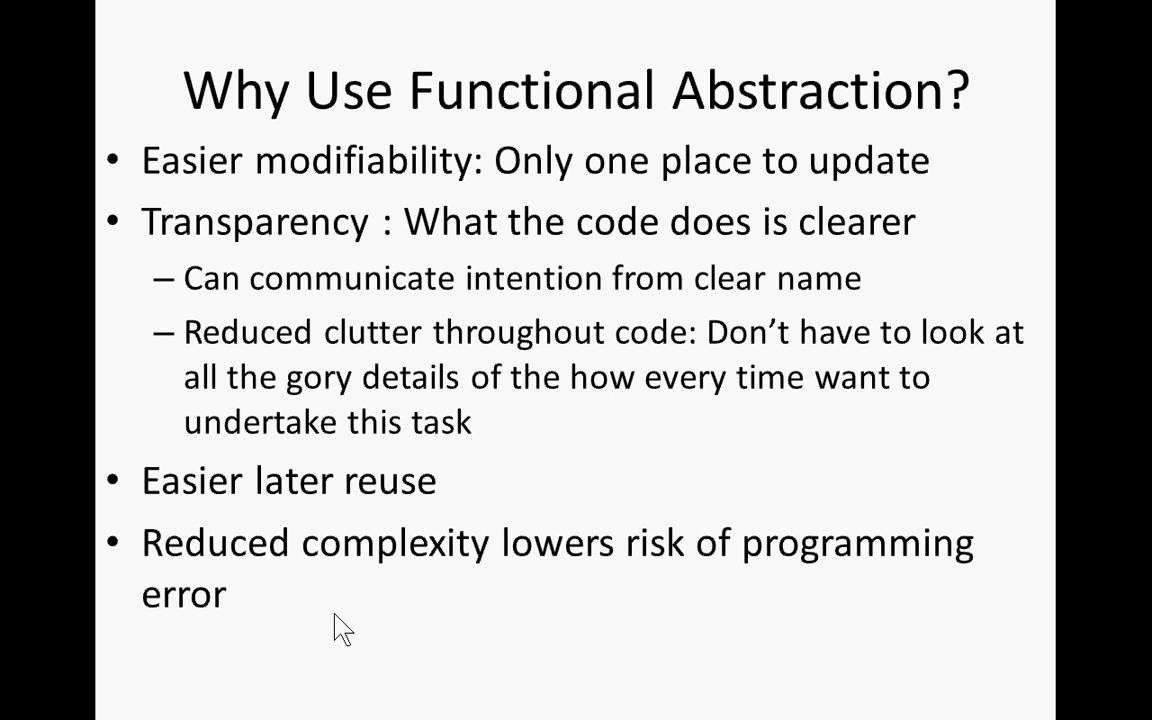 Why Use Functional Abstraction?
• Easier modifiability: Only one place to update
• Transparency : What the code does is clearer
– Can communicate intention from clear name
– Reduced clutter throughout code: Don’t have to look at
all the gory details of the how every time want to
undertake this task
• Easier later reuse
• Reduced complexity lowers risk of programming
error